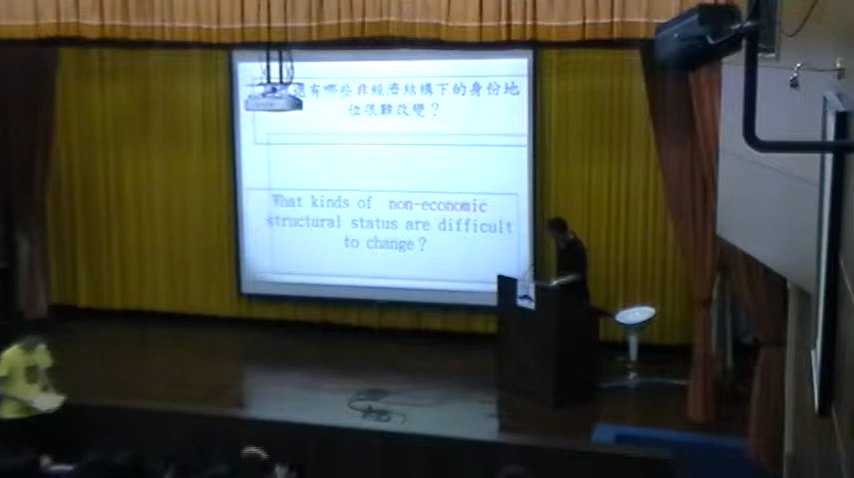 還有哪些非經濟結構下的身份地
位很難改變？
What kinds of non-economic
structural status are difficult
to change？